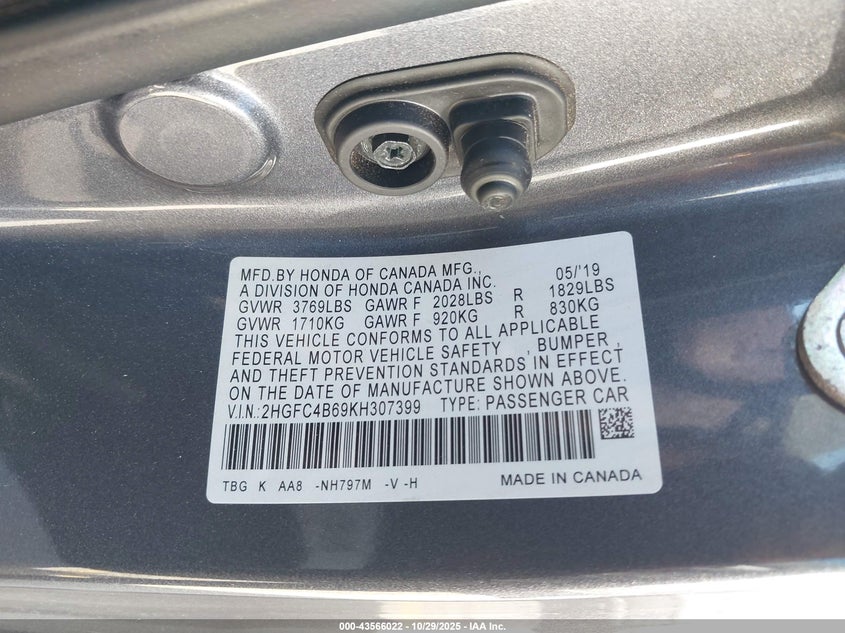 MFD.BY HONDA OF CANADA MFG., 05/'19
A DIVISION OF HONDA CANADA INC.
GVWR 3769LBS GAWR F 2028LBS R 1829LBS
GVWR 1710KG GAWR F 920KG R 830KG
THIS VEHICLE CONFORMS TO ALL APPLICABLE
FEDERAL MOTOR VEHICLE SAFETY , BUMPER ,
AND THEFT PREVENTION STANDARDS IN EFFECT
ON THE DATE OF MANUFACTURE SHOWN ABOVE.
V.I.N.:2HGFC4B69KH307399 TYPE: PASSENGER CAR
TBG K AA8 -NH797M -V -H MADE IN CANADA
000-43566022 - 10/29/2025 - IAA Inc.